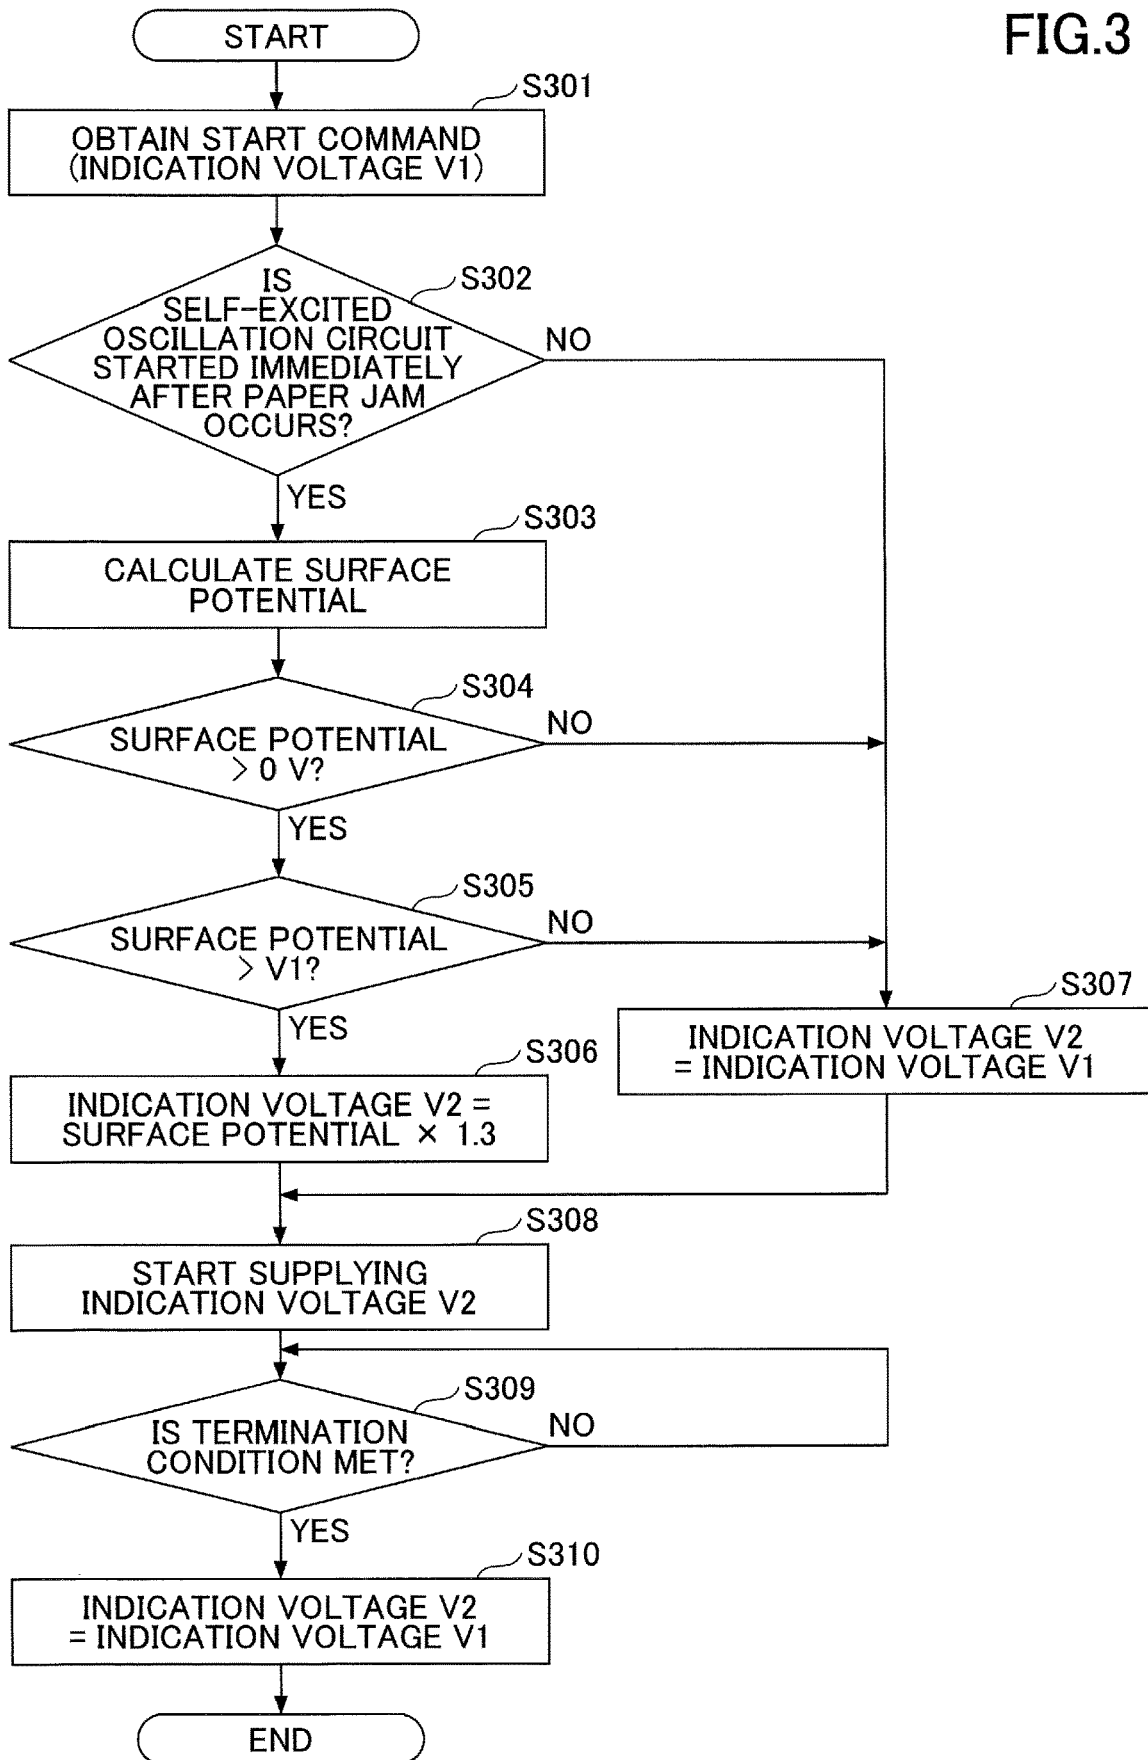 FIG.3
START
S301
OBTAIN START COMMAND
(INDICATION VOLTAGE V1)
S302
IS
SELF-EXCITED
OSCILLATION CIRCUIT
STARTED IMMEDIATELY
AFTER PAPER JAM
OCCURS?
NO
YES
S303
CALCULATE SURFACE
POTENTIAL
S304
SURFACE POTENTIAL
> 0 V?
NO
YES
S305
SURFACE POTENTIAL
> V1?
NO
YES
S306
INDICATION VOLTAGE V2 =
SURFACE POTENTIAL × 1.3
S307
INDICATION VOLTAGE V2
= INDICATION VOLTAGE V1
S308
START SUPPLYING
INDICATION VOLTAGE V2
S309
IS TERMINATION
CONDITION MET?
NO
YES
S310
INDICATION VOLTAGE V2
= INDICATION VOLTAGE V1
END